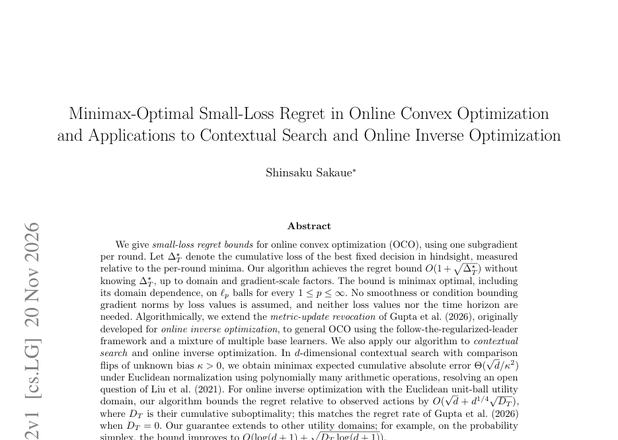 Minimax-Optimal Small-Loss Regret in Online Convex Optimization
and Applications to Contextual Search and Online Inverse Optimization
Shinsaku Sakaue*
2v1 [cs.LG] 20 Nov 2026
Abstract
We give small-loss regret bounds for online convex optimization (OCO), using one subgradient
per round. Let Δ*_T denote the cumulative loss of the best fixed decision in hindsight, measured
relative to the per-round minima. Our algorithm achieves the regret bound O(1 + √Δ*_T) without
knowing Δ*_T, up to domain and gradient-scale factors. The bound is minimax optimal, including
its domain dependence, on ℓp balls for every 1 ≤ p ≤ ∞. No smoothness or condition bounding
gradient norms by loss values is assumed, and neither loss values nor the time horizon are
needed. Algorithmically, we extend the metric-update revocation of Gupta et al. (2026), originally
developed for online inverse optimization, to general OCO using the follow-the-regularized-leader
framework and a mixture of multiple base learners. We also apply our algorithm to contextual
search and online inverse optimization. In d-dimensional contextual search with comparison
flips of unknown bias κ > 0, we obtain minimax expected cumulative absolute error Θ(√d/κ²)
under Euclidean normalization using polynomially many arithmetic operations, resolving an open
question of Liu et al. (2021). For online inverse optimization with the Euclidean unit-ball utility
domain, our algorithm bounds the regret relative to observed actions by O(√d + d^{1/4}√D_T),
where D_T is their cumulative suboptimality; this matches the regret rate of Gupta et al. (2026)
when D_T = 0. Our guarantee extends to other utility domains; for example, on the probability
simplex, the bound improves to O(log(d + 1) + √D_T log(d + 1)).